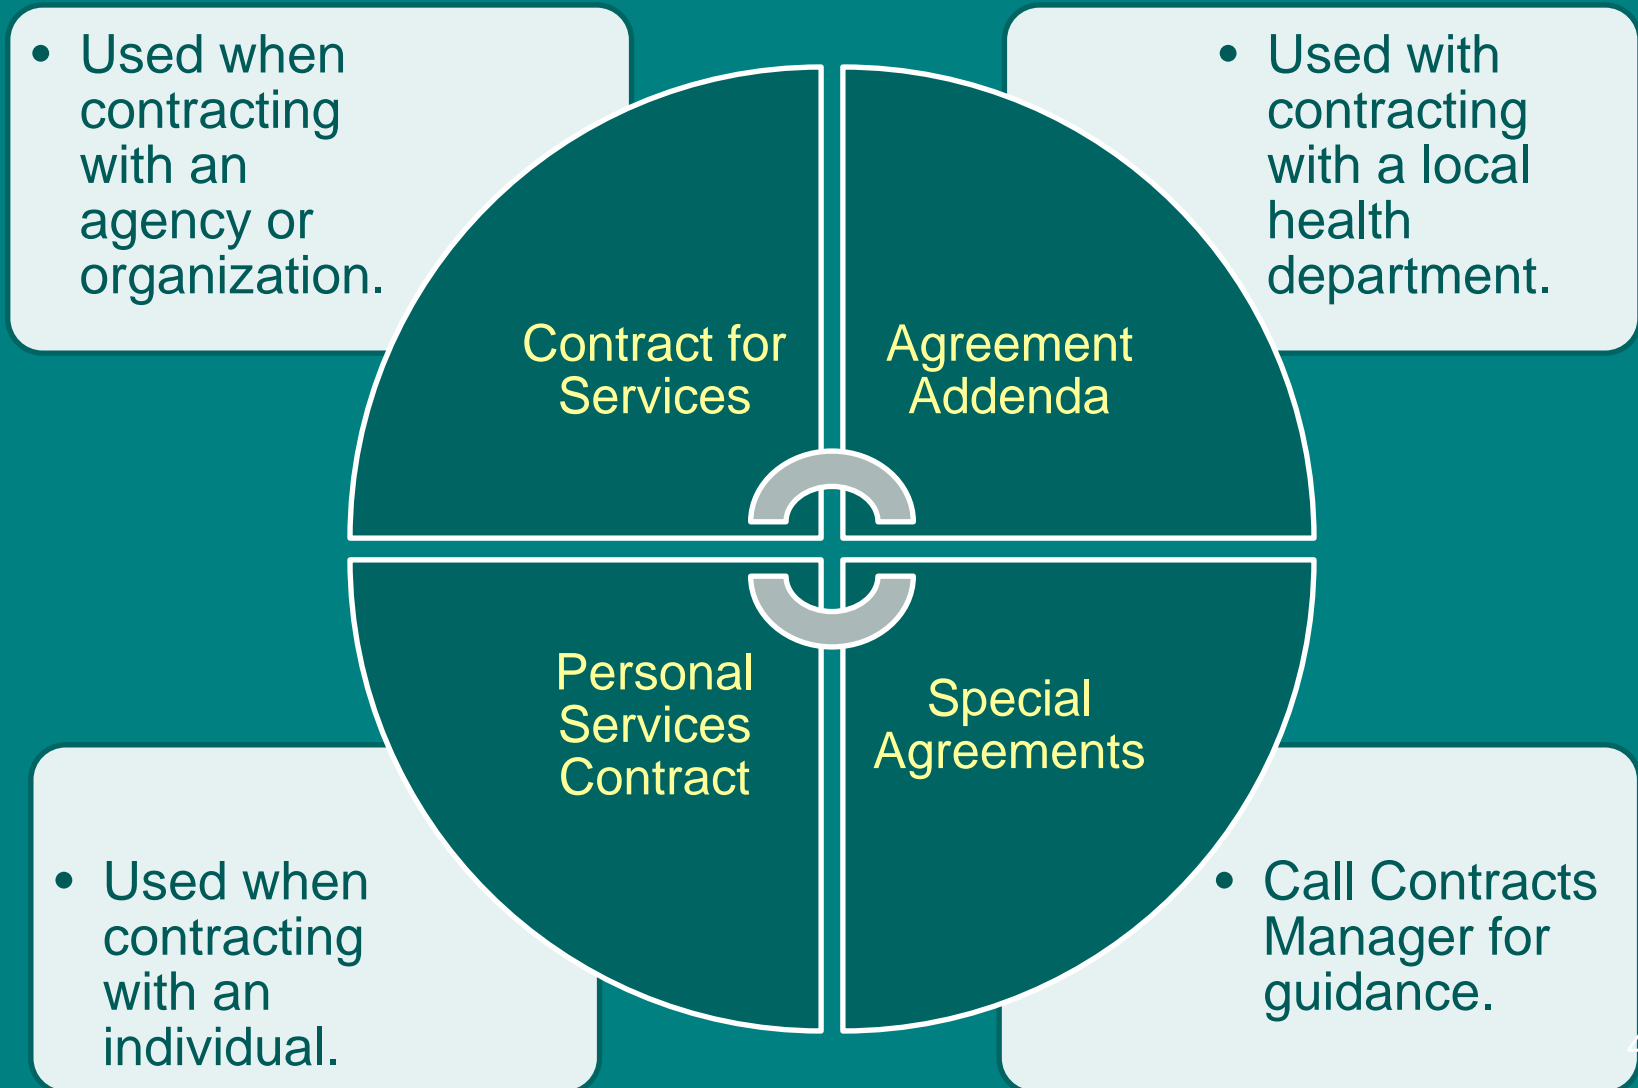 • Used when
contracting
with an
agency or
organization.
• Used with
contracting
with a local
health
department.
Contract for
Services
Agreement
Addenda
Personal
Services
Contract
Special
Agreements
• Used when
contracting
with an
individual.
• Call Contracts
Manager for
guidance.